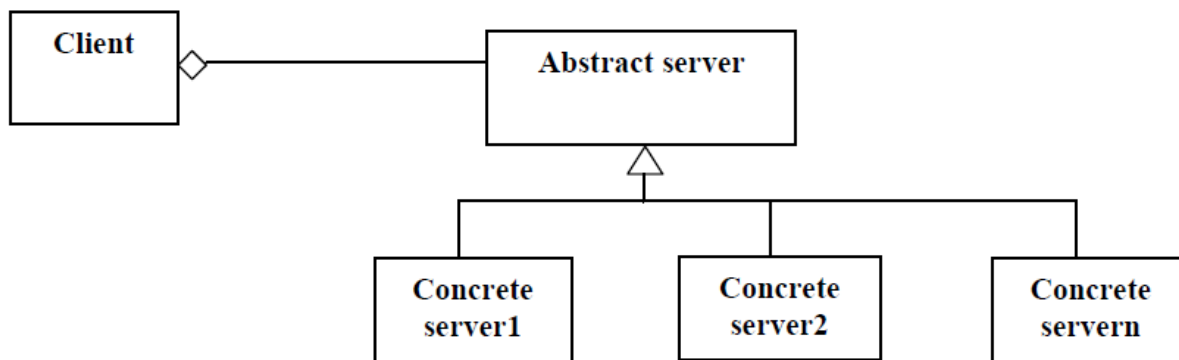 Client
Abstract server
Concrete
server1
Concrete
server2
Concrete
servern